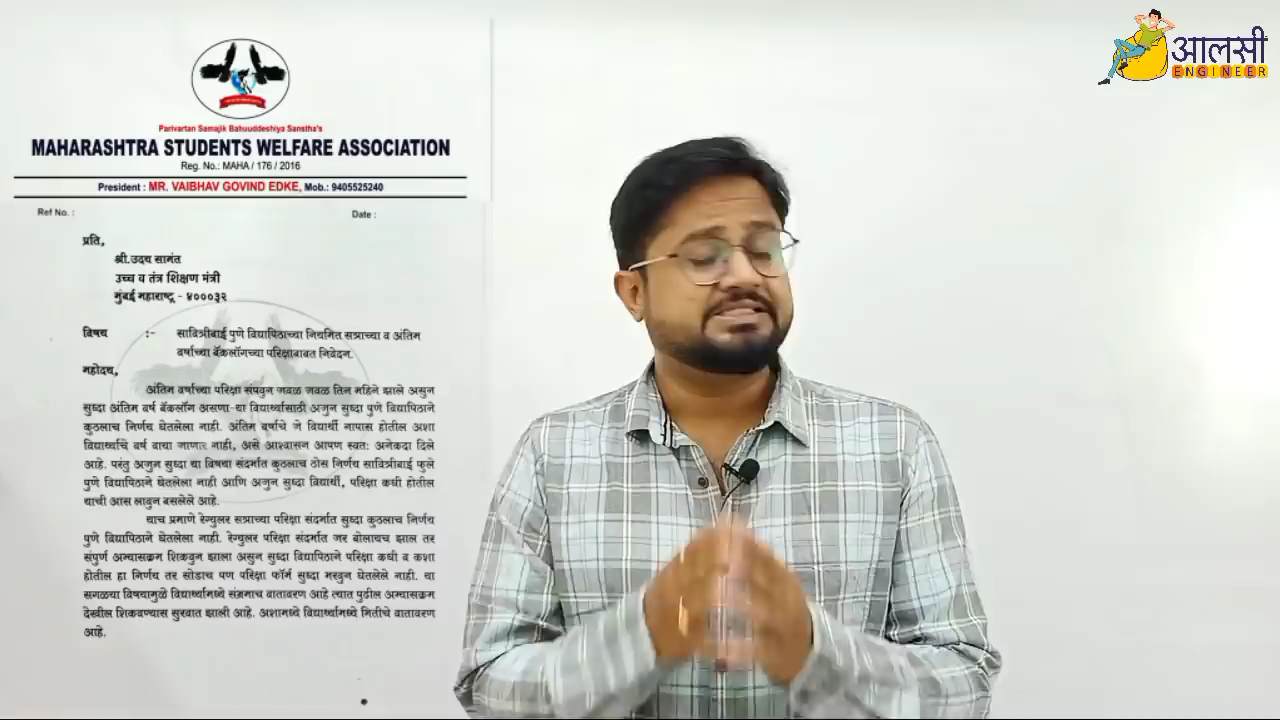 आलसी
ENGINEER
Parivartan Samajik Bahuuddeshiya Sanstha's
MAHARASHTRA STUDENTS WELFARE ASSOCIATION
Reg. No.: MAHA / 176 / 2016
President : MR. VAIBHAV GOVIND EDKE, Mob.: 9405525240
Ref No. : Date :
प्रति,
श्री.उदय सामंत
उच्च व तंत्र शिक्षण मंत्री
मुंबई महाराष्ट्र - ४०००३२
विषय :- सावित्रीबाई पुणे विद्यापिठाच्या नियमित सत्राच्या व अंतिम
वर्षाच्या बॅकलॉगच्या परिक्षाबाबत निवेदन.
महोदय,
अंतिम वर्षाच्या परिक्षा संपवुन जवळ जवळ तिन महिने झाले असुन
सुध्दा अंतिम वर्ष बॅकलॉग असणा-या विद्यार्थ्यासाठी अजुन सुध्दा पुणे विद्यापिठाने
कुठलाच निर्णय घेतलेला नाही. अंतिम वर्षाचे जे विद्यार्थी नापास होतील अशा
विद्यार्थ्याचे वर्ष वाया जाणार नाही, असे आश्वासन आपण स्वत: अनेकदा दिले
आहे. परंतु अजुन सुध्दा या विषया संदर्भात कुठलाच ठोस निर्णय सावित्रीबाई फुले
पुणे विद्यापिठाने घेतलेला नाही आणि अजुन सुध्दा विद्यार्थी, परिक्षा कधी होतील
याची आस लावुन बसलेले आहे.
याच प्रमाणे रेग्युलर सत्राच्या परिक्षा संदर्भात सुध्दा कुठलाच निर्णय
पुणे विद्यापिठाने घेतलेला नाही. रेग्युलर परिक्षा संदर्भात जर बोलायच झाल तर
संपुर्ण अभ्यासक्रम शिकवुन झाला असुन सुध्दा विद्यापिठाने परिक्षा कधी व कशा
होतील हा निर्णय तर सोडाच पण परिक्षा फॉर्म सुध्दा भरवुन घेतलेले नाही. या
सगळया विषयामुळे विद्यार्थ्यामध्ये संभ्रमाच वातावरण आहे त्यात पुढील अभ्यासक्रम
देखील शिकवण्यास सुरवात झाली आहे. अशामध्ये विद्यार्थ्यामध्ये भितीचे वातावरण
आहे.